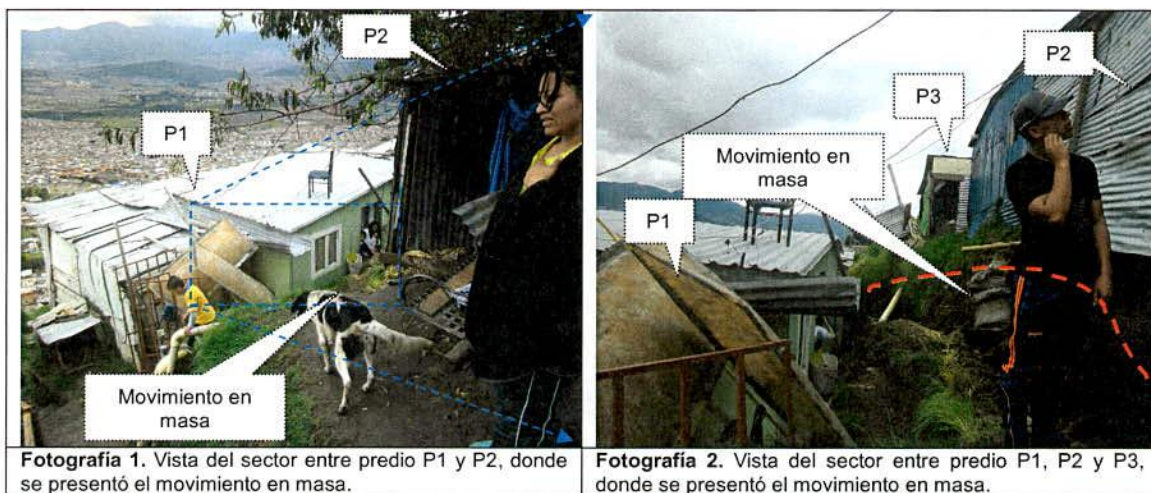 P2
P1
Movimiento en
masa
P2
P3
Movimiento en
masa
P1
Fotografía 1. Vista del sector entre predio P1 y P2, donde
se presentó el movimiento en masa.
Fotografía 2. Vista del sector entre predio P1, P2 y P3,
donde se presentó el movimiento en masa.